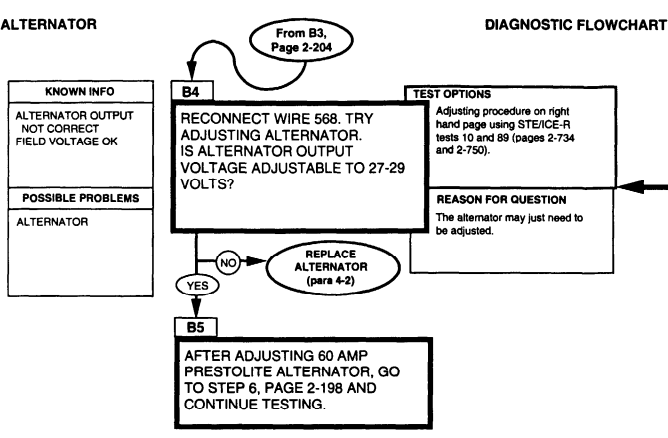 ALTERNATOR
DIAGNOSTIC FLOWCHART
From B3,
Page 2-204
KNOWN INFO
ALTERNATOR OUTPUT
NOT CORRECT
FIELD VOLTAGE OK
POSSIBLE PROBLEMS
ALTERNATOR
B4
RECONNECT WIRE 568. TRY
ADJUSTING ALTERNATOR.
IS ALTERNATOR OUTPUT
VOLTAGE ADJUSTABLE TO 27-29
VOLTS?
TEST OPTIONS
Adjusting procedure on right
hand page using STE/ICE-R
tests 10 and 89 (pages 2-734
and 2-750).
REASON FOR QUESTION
The alternator may just need to
be adjusted.
NO
REPLACE
ALTERNATOR
(para 4-2)
YES
B5
AFTER ADJUSTING 60 AMP
PRESTOLITE ALTERNATOR, GO
TO STEP 6, PAGE 2-198 AND
CONTINUE TESTING.